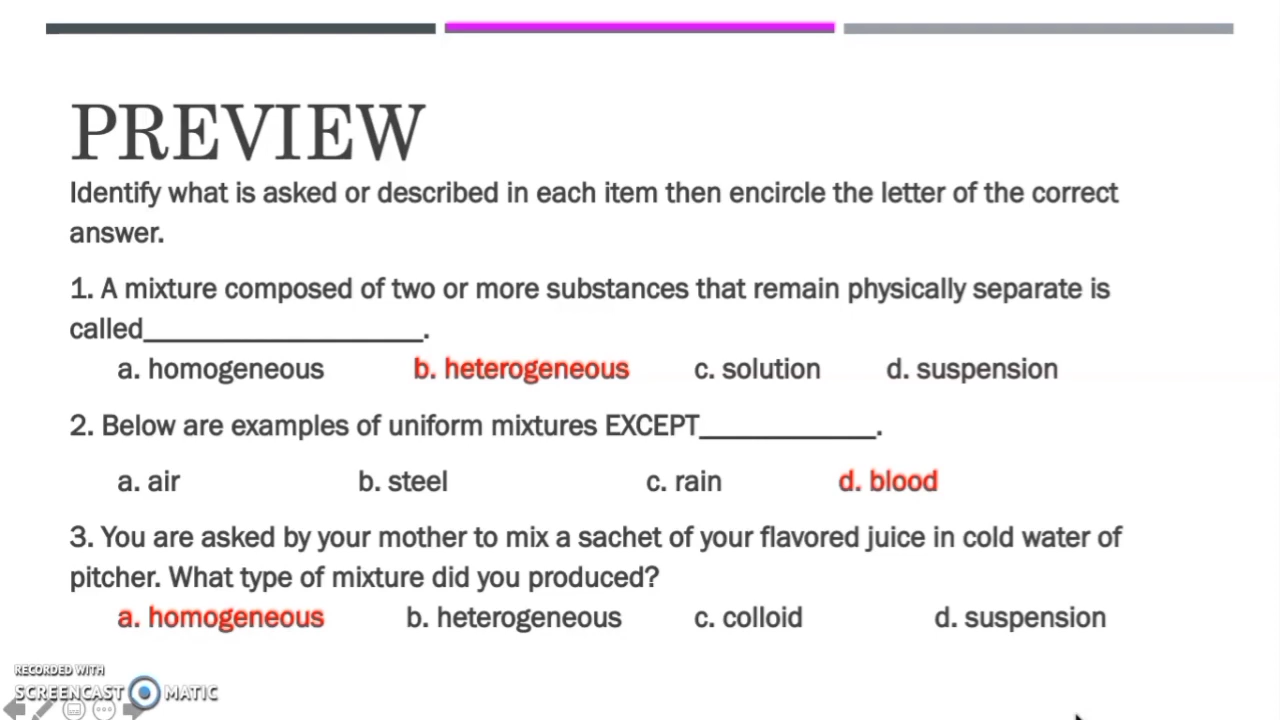 PREVIEW
Identify what is asked or described in each item then encircle the letter of the correct
answer.
1. A mixture composed of two or more substances that remain physically separate is
called____________________.
a. homogeneous b. heterogeneous c. solution d. suspension
2. Below are examples of uniform mixtures EXCEPT____________.
a. air b. steel c. rain d. blood
3. You are asked by your mother to mix a sachet of your flavored juice in cold water of
pitcher. What type of mixture did you produced?
a. homogeneous b. heterogeneous c. colloid d. suspension
RECORDED WITH
SCREENCAST MATIC